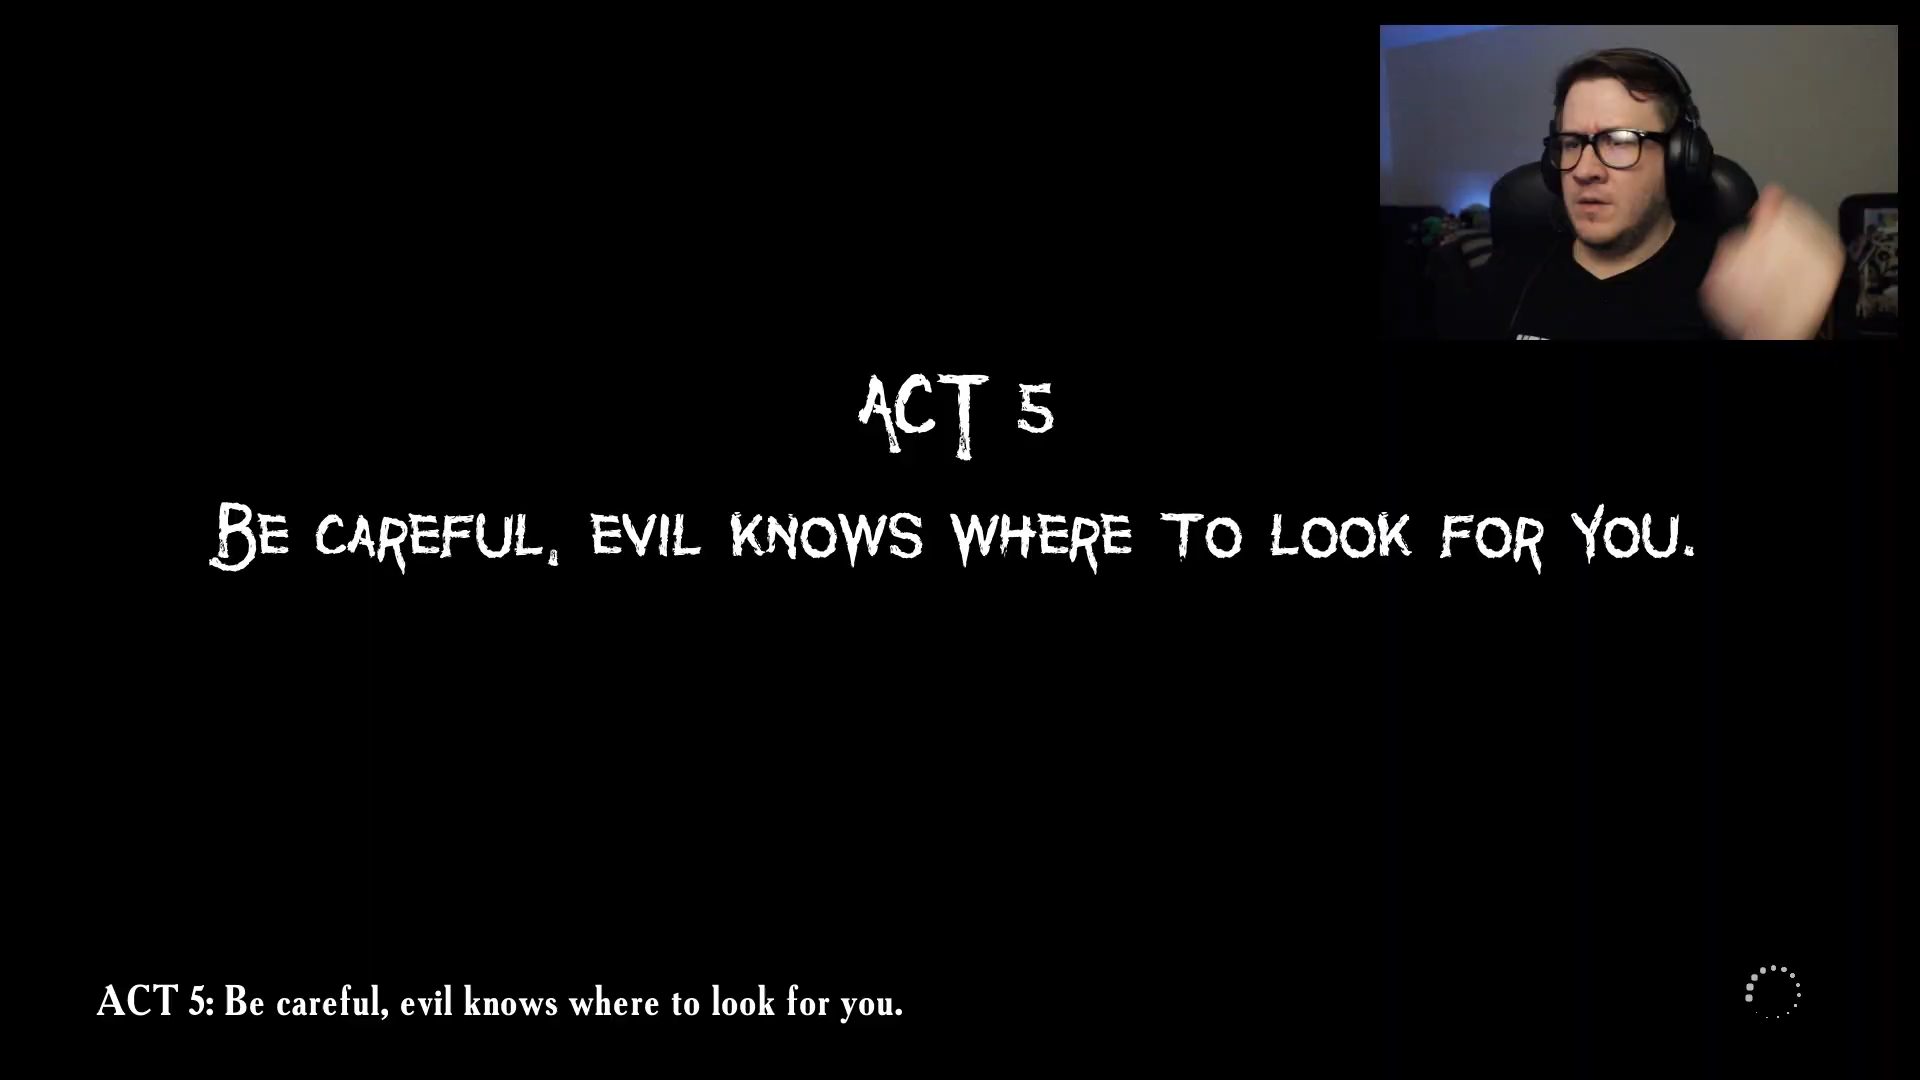 ACT 5
BE CAREFUL, EVIL KNOWS WHERE TO LOOK FOR YOU.
ACT 5: Be careful, evil knows where to look for you.